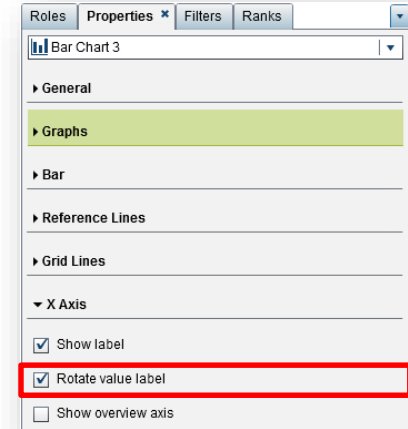 Roles Properties × Filters Ranks
Bar Chart 3
General
Graphs
Bar
Reference Lines
Grid Lines
X Axis
Show label
Rotate value label
Show overview axis